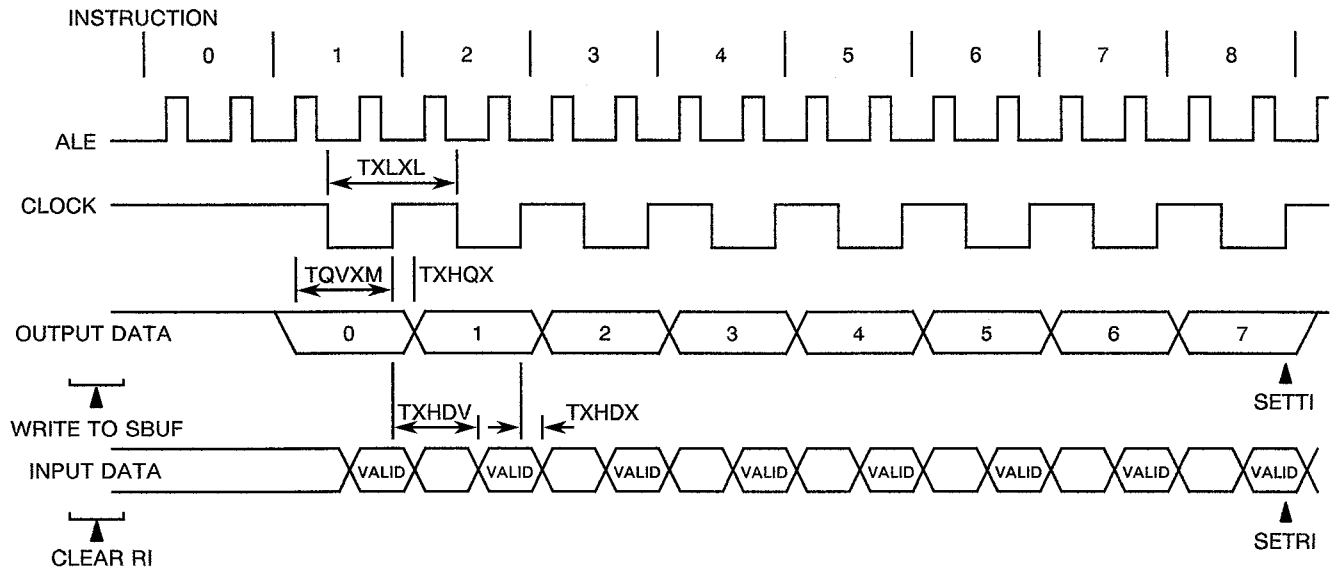 INSTRUCTION
0 1 2 3 4 5 6 7 8
ALE
TXLXL
CLOCK
TQVXM TXHQX
OUTPUT DATA 0 1 2 3 4 5 6 7
TXHDV TXHDX SETTI
WRITE TO SBUF
INPUT DATA VALID VALID VALID VALID VALID VALID VALID VALID
CLEAR RI SETRI